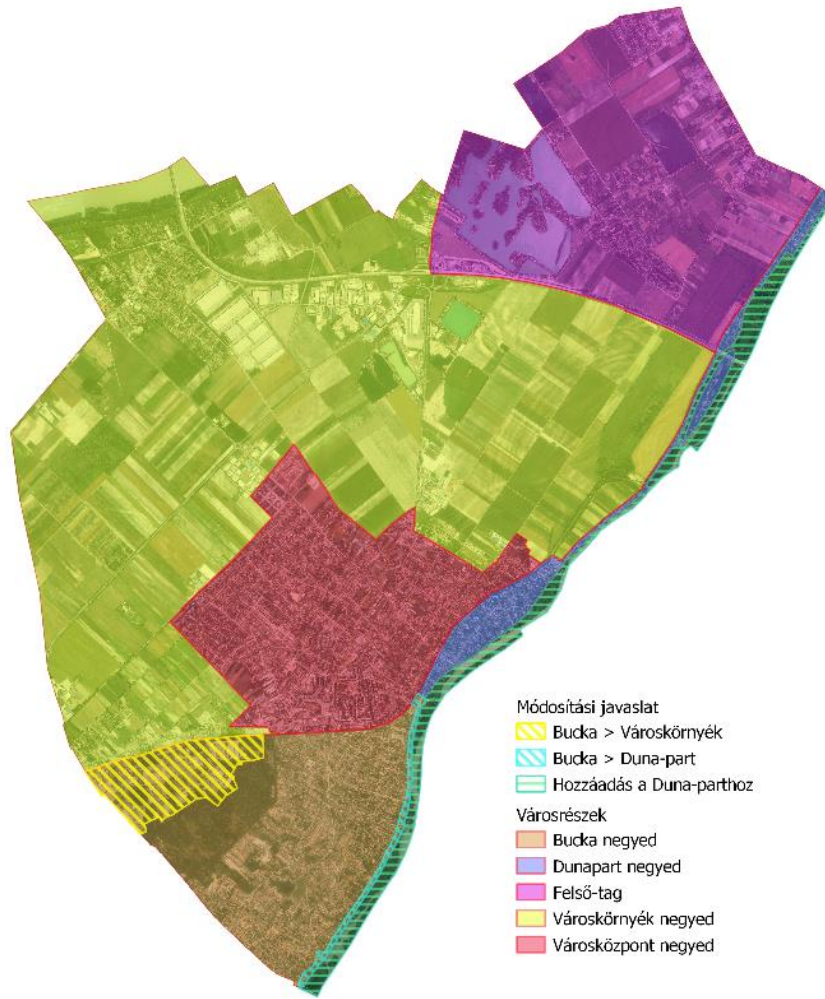 Módosítási javaslat
Bucka > Városkörnyék
Bucka > Duna-part
Hozzáadás a Duna-parthoz
Városrészek
Bucka negyed
Dunapart negyed
Felső-tag
Városkörnyék negyed
Városközpont negyed